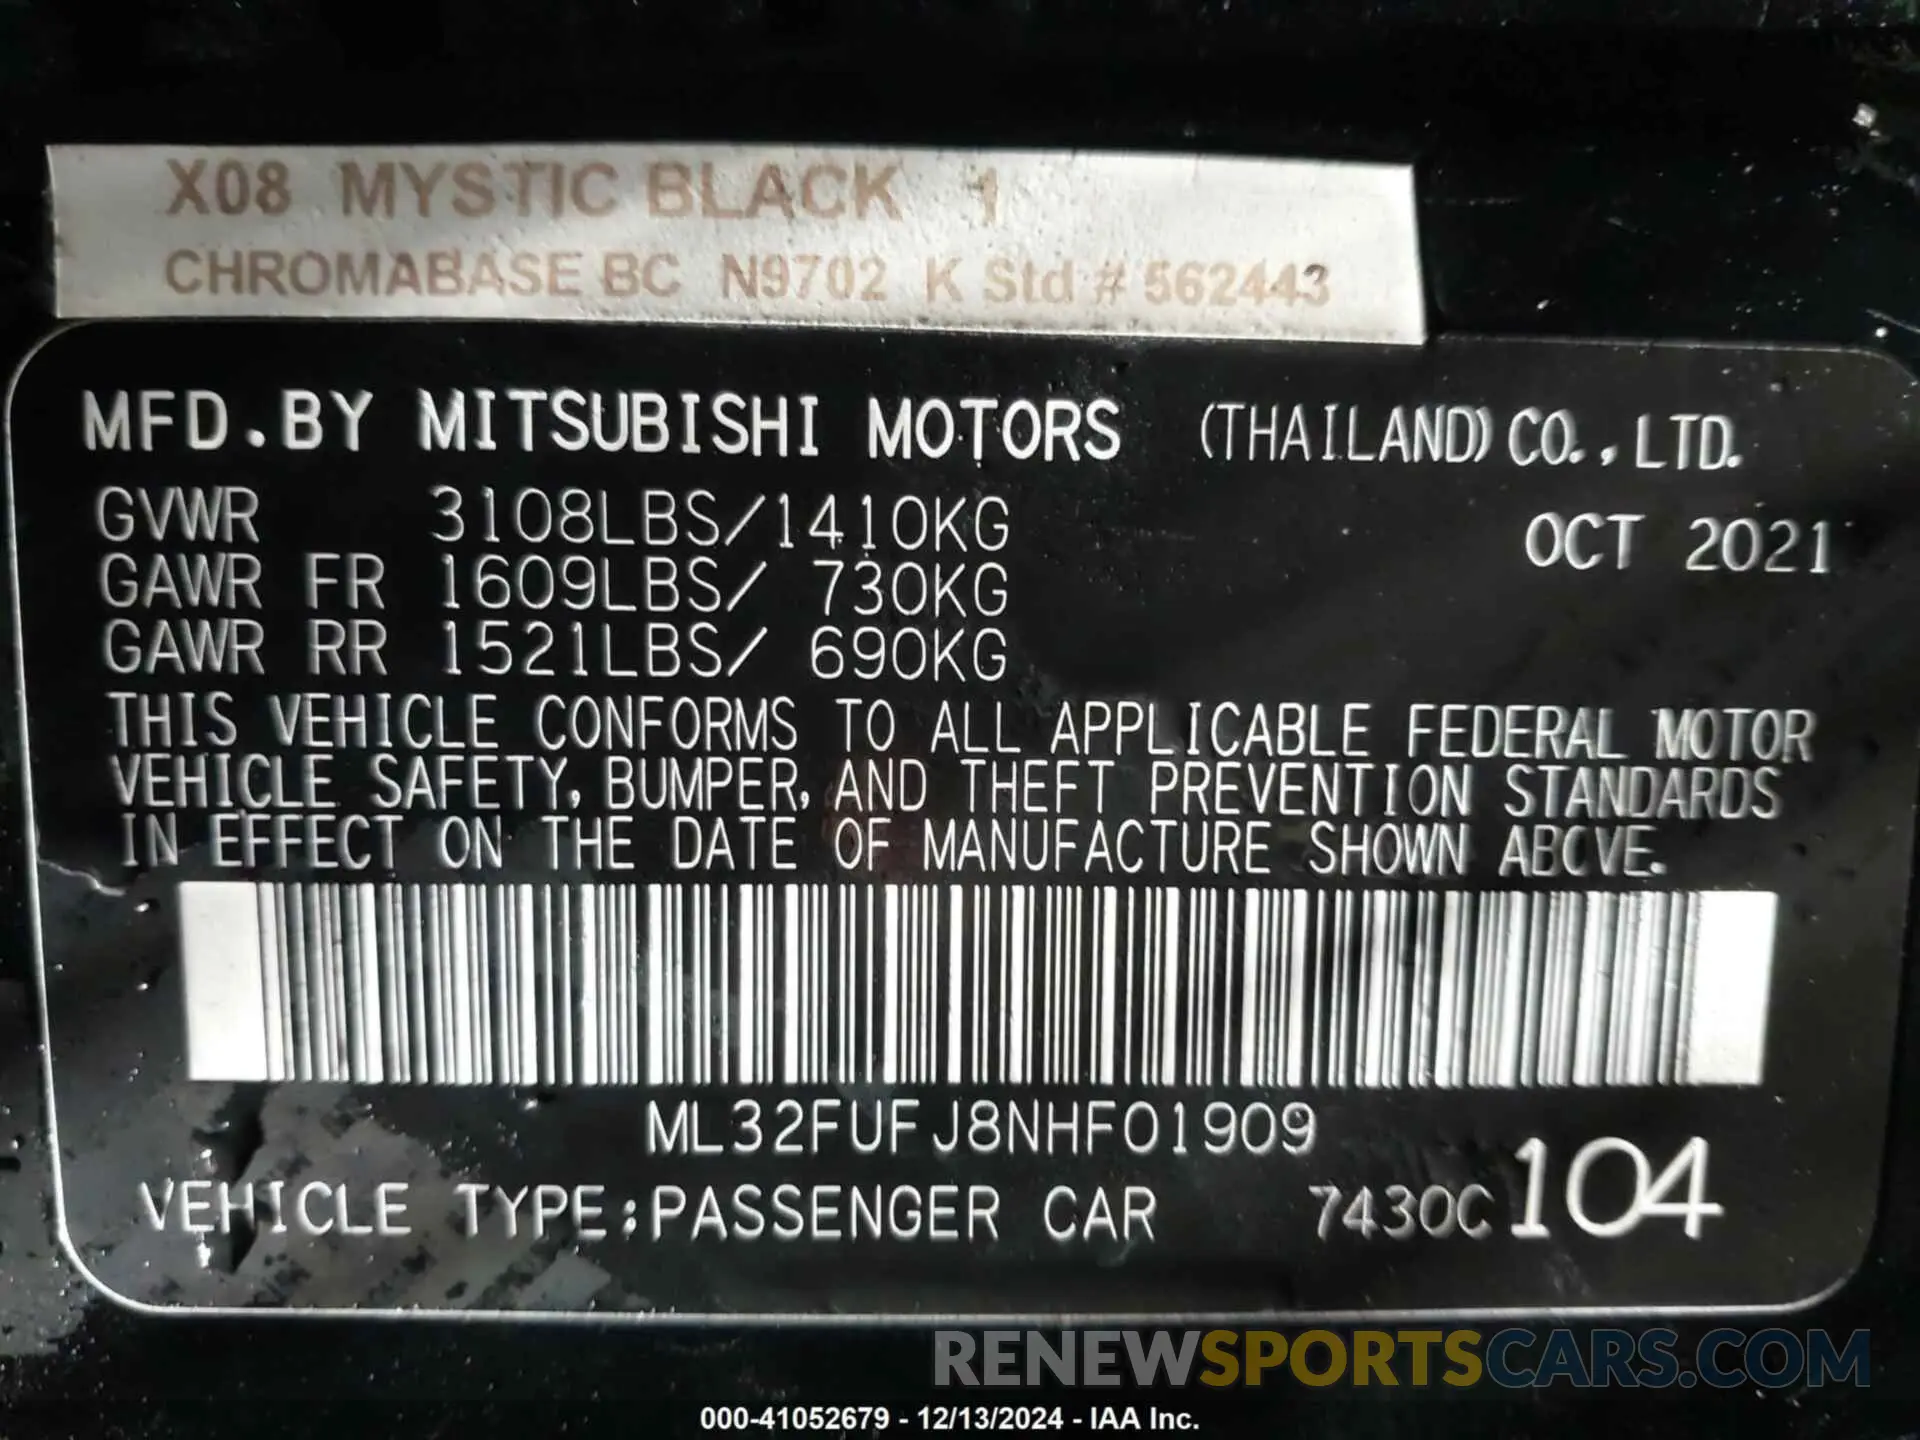 X08 MYSTIC BLACK 1
CHROMABASE BC N9702 K Std # 562443
MFD.BY MITSUBISHI MOTORS (THAILAND) CO.,LTD.
GVWR 3108LBS/1410KG OCT 2021
GAWR FR 1609LBS/ 730KG
GAWR RR 1521LBS/ 690KG
THIS VEHICLE CONFORMS TO ALL APPLICABLE FEDERAL MOTOR
VEHICLE SAFETY, BUMPER, AND THEFT PREVENTION STANDARDS
IN EFFECT ON THE DATE OF MANUFACTURE SHOWN ABOVE.
ML32FUFJ8NHF01909
VEHICLE TYPE:PASSENGER CAR 7430C 104
RENEWSPORTSCARS.COM
000-41052679 - 12/13/2024 - IAA Inc.